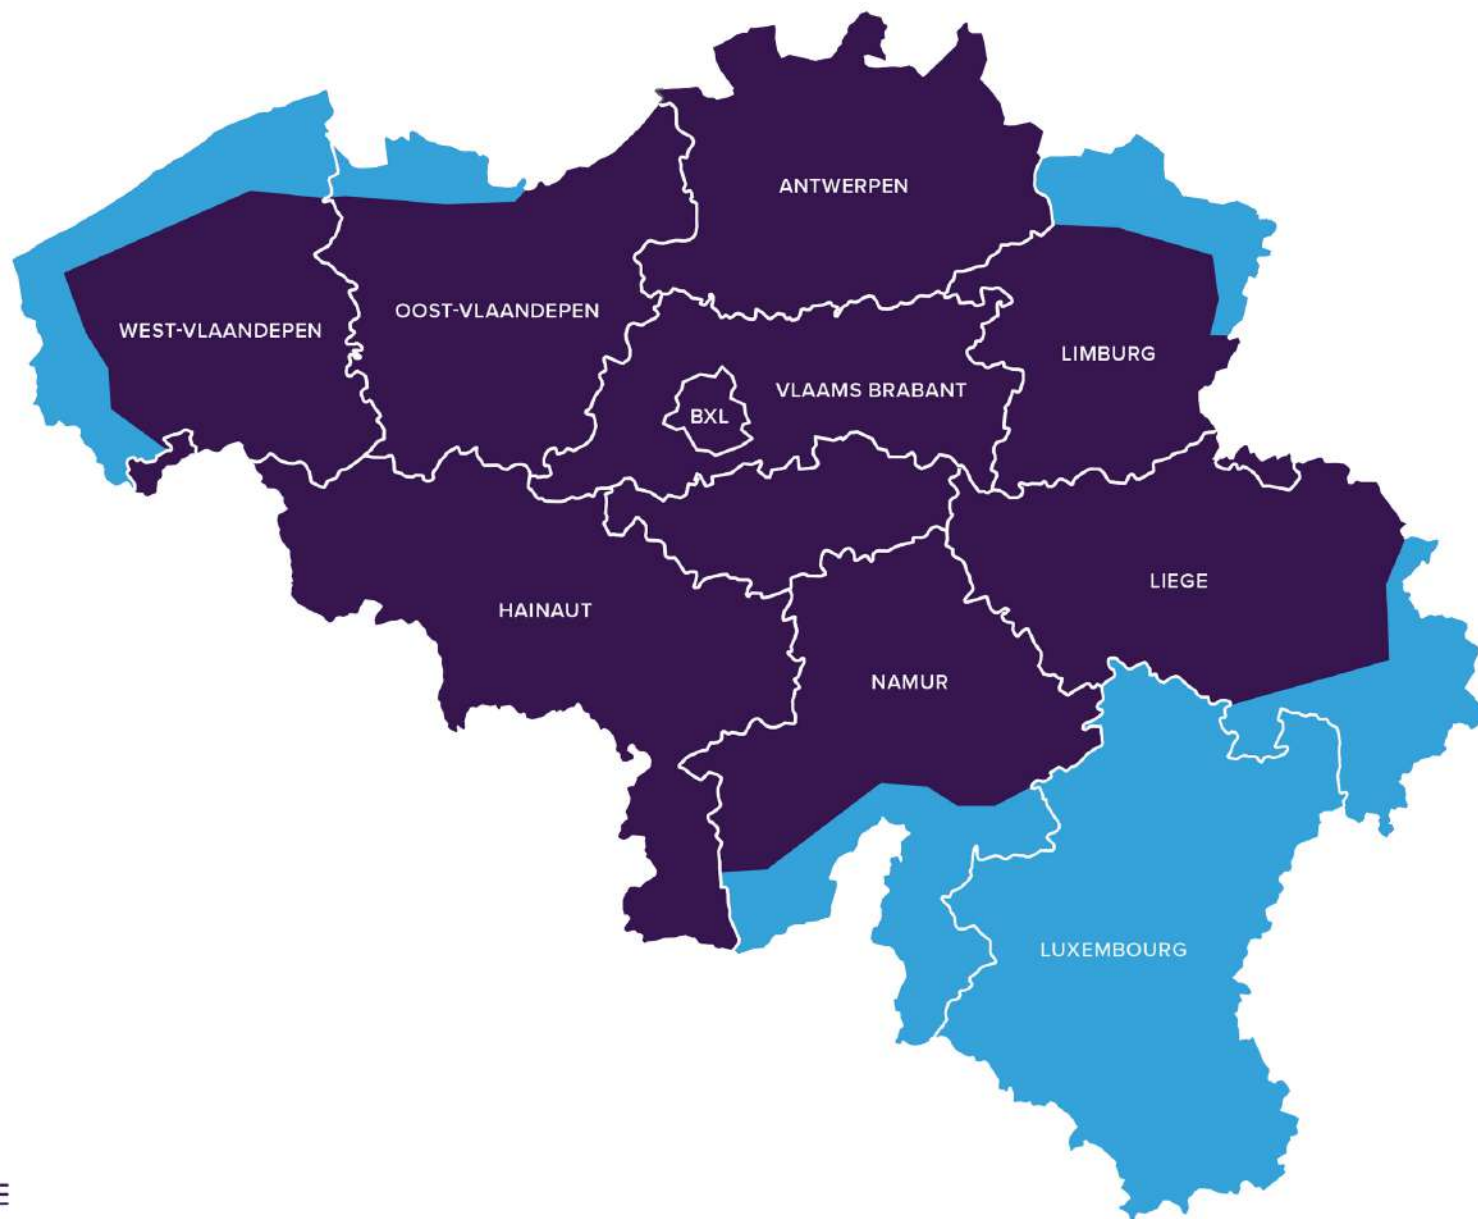 ANTWERPEN
OOST-VLAANDEPEN
WEST-VLAANDEPEN
LIMBURG
VLAAMS BRABANT
BXL
LIEGE
HAINAUT
NAMUR
LUXEMBOURG